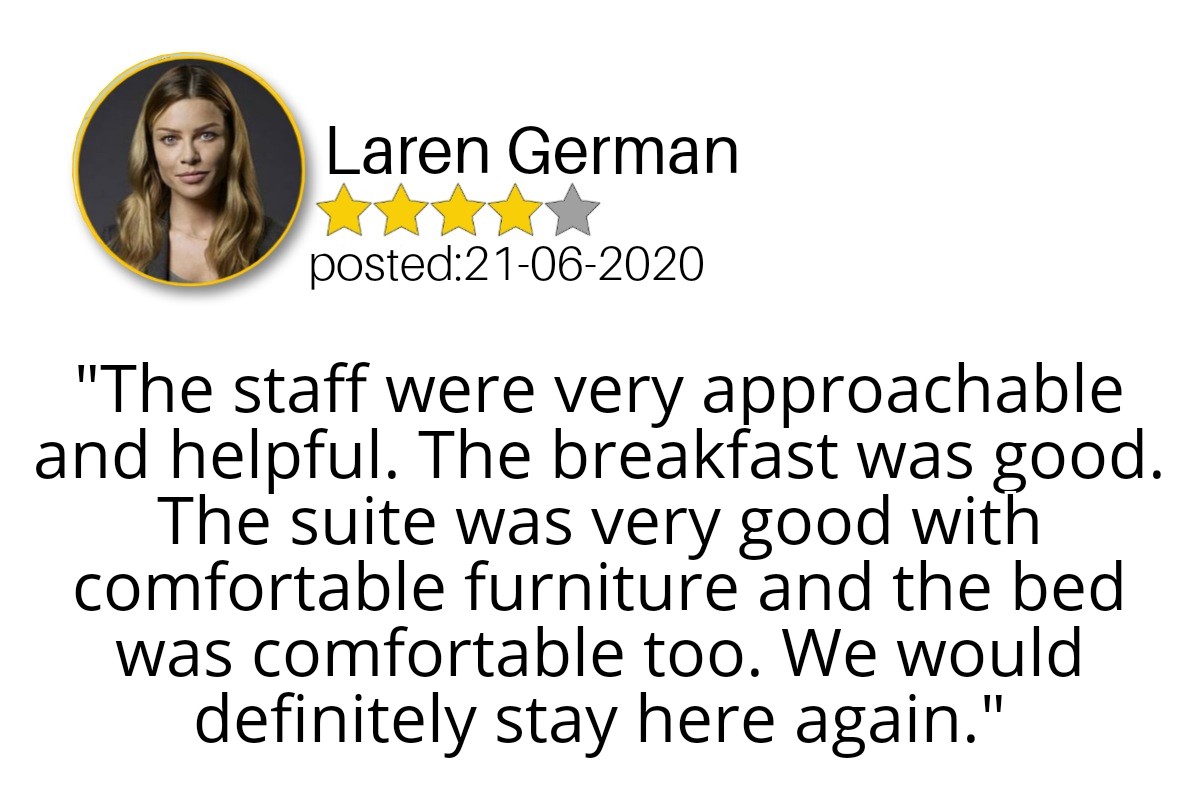 Laren German
posted:21-06-2020
"The staff were very approachable
and helpful. The breakfast was good.
The suite was very good with
comfortable furniture and the bed
was comfortable too. We would
definitely stay here again."